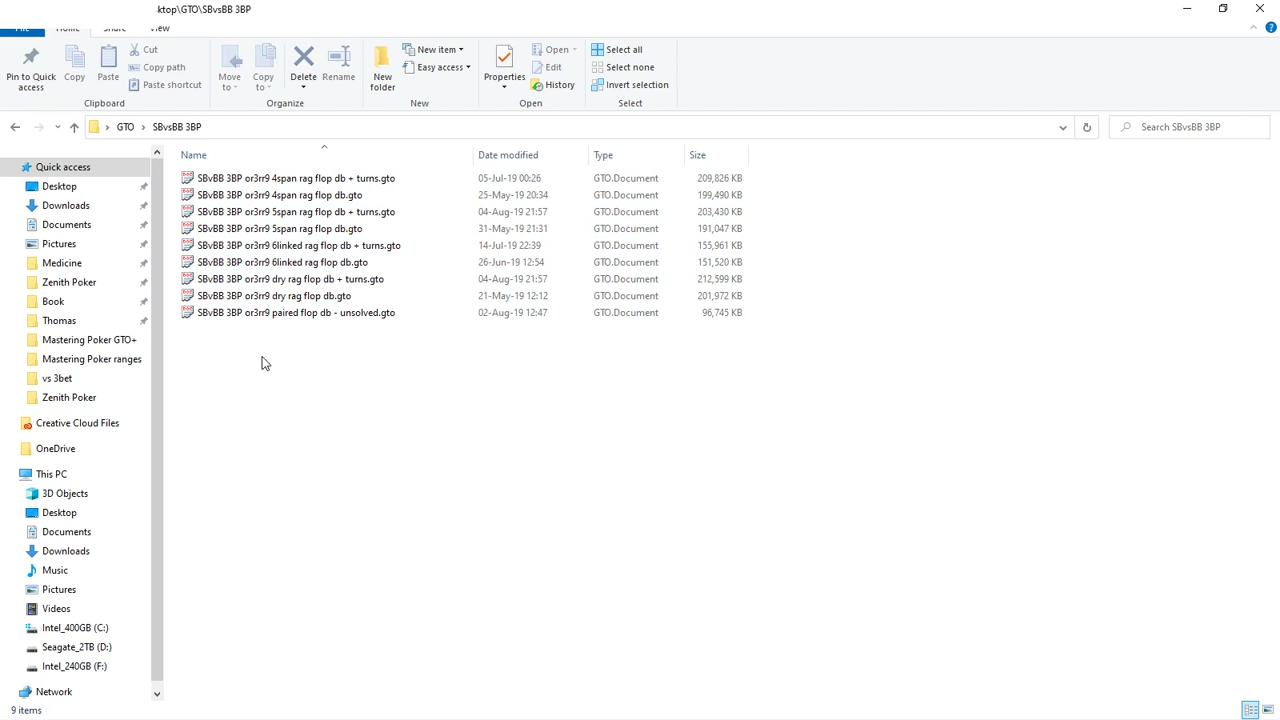 ktop\GTO\SBvsBB 3BP
File Home Share View
Pin to Quick access
Copy
Paste
Cut
Copy path
Paste shortcut
Clipboard
Move to
Copy to
Delete
Rename
Organize
New folder
New item
Easy access
New
Properties
Open
Edit
History
Open
Select all
Select none
Invert selection
Select
GTO › SBvsBB 3BP
Search SBvsBB 3BP
Name Date modified Type Size
SBvBB 3BP or3rr9 4span rag flop db + turns.gto 05-Jul-19 00:26 GTO.Document 209,826 KB
SBvBB 3BP or3rr9 4span rag flop db.gto 25-May-19 20:34 GTO.Document 199,490 KB
SBvBB 3BP or3rr9 5span rag flop db + turns.gto 04-Aug-19 21:57 GTO.Document 203,430 KB
SBvBB 3BP or3rr9 5span rag flop db.gto 31-May-19 21:31 GTO.Document 191,047 KB
SBvBB 3BP or3rr9 6linked rag flop db + turns.gto 14-Jul-19 22:39 GTO.Document 155,961 KB
SBvBB 3BP or3rr9 6linked rag flop db.gto 26-Jun-19 12:54 GTO.Document 151,520 KB
SBvBB 3BP or3rr9 dry rag flop db + turns.gto 04-Aug-19 21:57 GTO.Document 212,599 KB
SBvBB 3BP or3rr9 dry rag flop db.gto 21-May-19 12:12 GTO.Document 201,972 KB
SBvBB 3BP or3rr9 paired flop db - unsolved.gto 02-Aug-19 12:47 GTO.Document 96,745 KB
Quick access
Desktop
Downloads
Documents
Pictures
Medicine
Zenith Poker
Book
Thomas
Mastering Poker GTO+
Mastering Poker ranges
vs 3bet
Zenith Poker
Creative Cloud Files
OneDrive
This PC
3D Objects
Desktop
Documents
Downloads
Music
Pictures
Videos
Intel_400GB (C:)
Seagate_2TB (D:)
Intel_240GB (F:)
Network
9 items